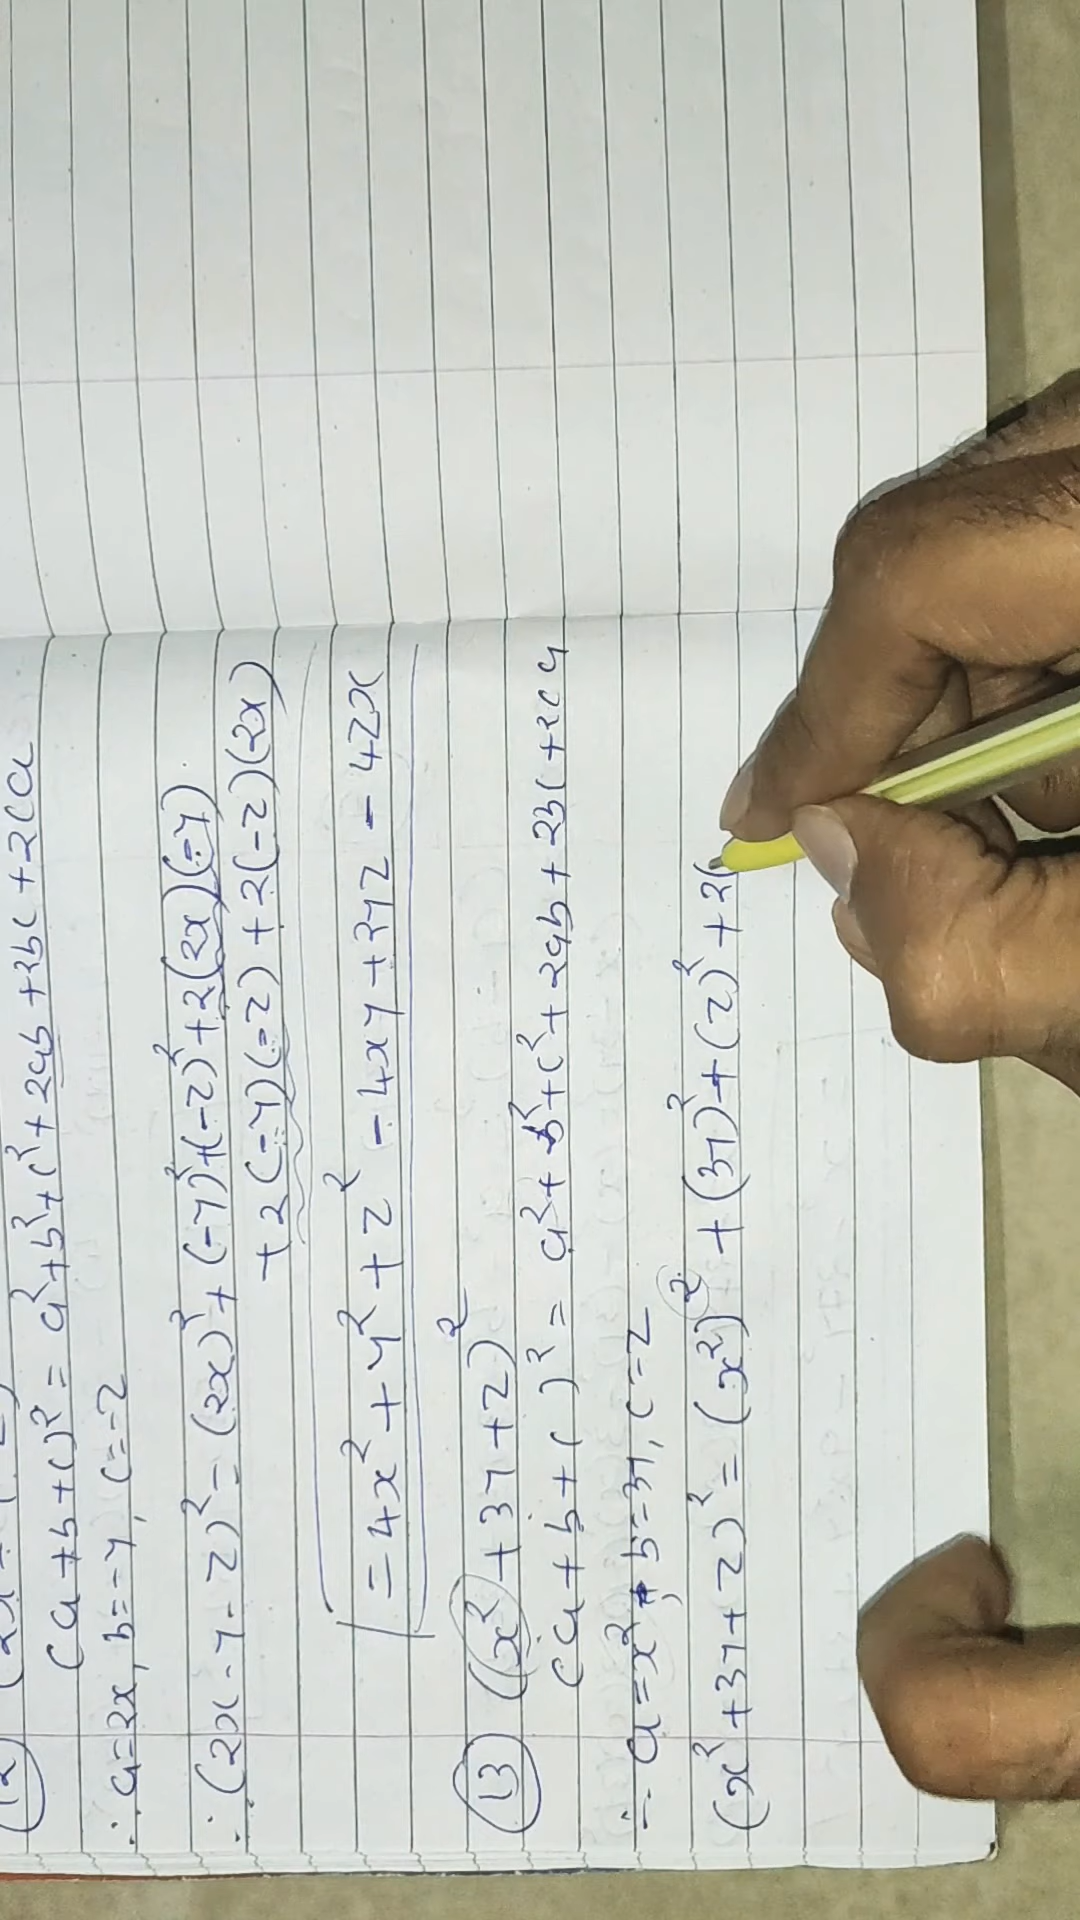 (12)
(a+b+c)² = a²+b²+c²+2ab+2bc+2ca
∴ a=2x, b=-y, c=-z
∴ (2x-y-z)² = (2x)²+(-y)²+(-z)²+2(2x)(-y)
+2(-y)(-z)+2(-z)(2x)
= 4x²+y²+z² -4xy+2yz-4zx
(13) (x²+3y+z)²
(a+b+c)² = a²+b²+c²+2ab+2bc+2ca
∴ a=x², b=3y, c=z
(x²+3y+z)² = (x²)² + (3y)²+(z)²+2(